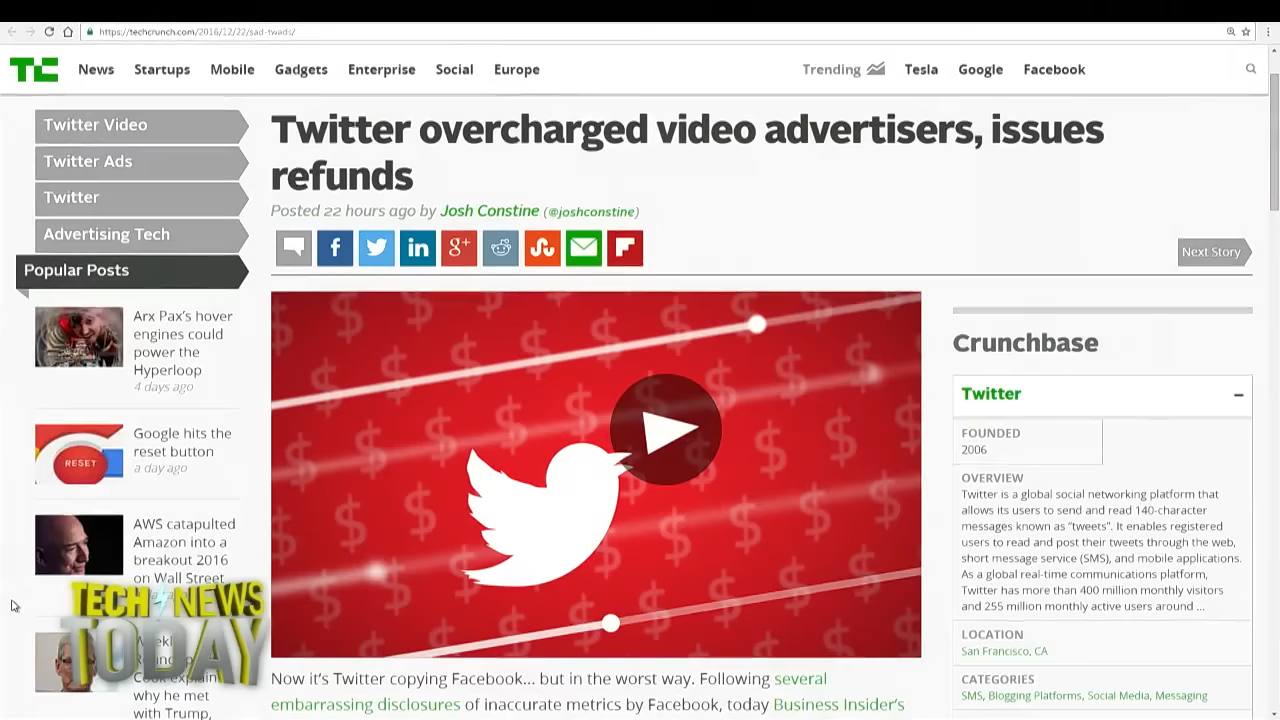 https://techcrunch.com/2016/12/22/sad-twads/
TC
News Startups Mobile Gadgets Enterprise Social Europe
Trending Tesla Google Facebook
Twitter Video
Twitter Ads
Twitter
Advertising Tech
Popular Posts
Arx Pax's hover
engines could
power the
Hyperloop
4 days ago
Google hits the
reset button
a day ago
RESET
AWS catapulted
Amazon into a
breakout 2016
on Wall Street
TECH NEWS
TODAY
why he met
with Trump,
Twitter overcharged video advertisers, issues
refunds
Posted 22 hours ago by Josh Constine (@joshconstine)
Next Story
Now it's Twitter copying Facebook... but in the worst way. Following several
embarrassing disclosures of inaccurate metrics by Facebook, today Business Insider's
Crunchbase
Twitter
FOUNDED
2006
OVERVIEW
Twitter is a global social networking platform that
allows its users to send and read 140-character
messages known as "tweets". It enables registered
users to read and post their tweets through the web,
short message service (SMS), and mobile applications.
As a global real-time communications platform,
Twitter has more than 400 million monthly visitors
and 255 million monthly active users around ...
LOCATION
San Francisco, CA
CATEGORIES
SMS, Blogging Platforms, Social Media, Messaging